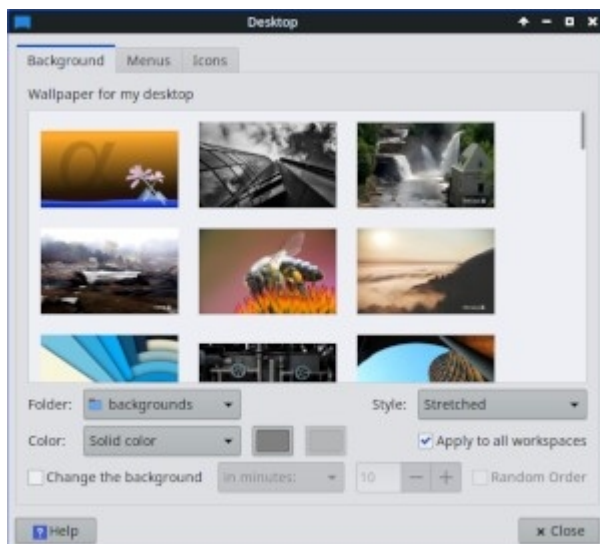 Desktop
Background Menus Icons
Wallpaper for my desktop
α
Folder: backgrounds Style: Stretched
Color: Solid color Apply to all workspaces
Change the background in minutes: 10 Random Order
Help Close